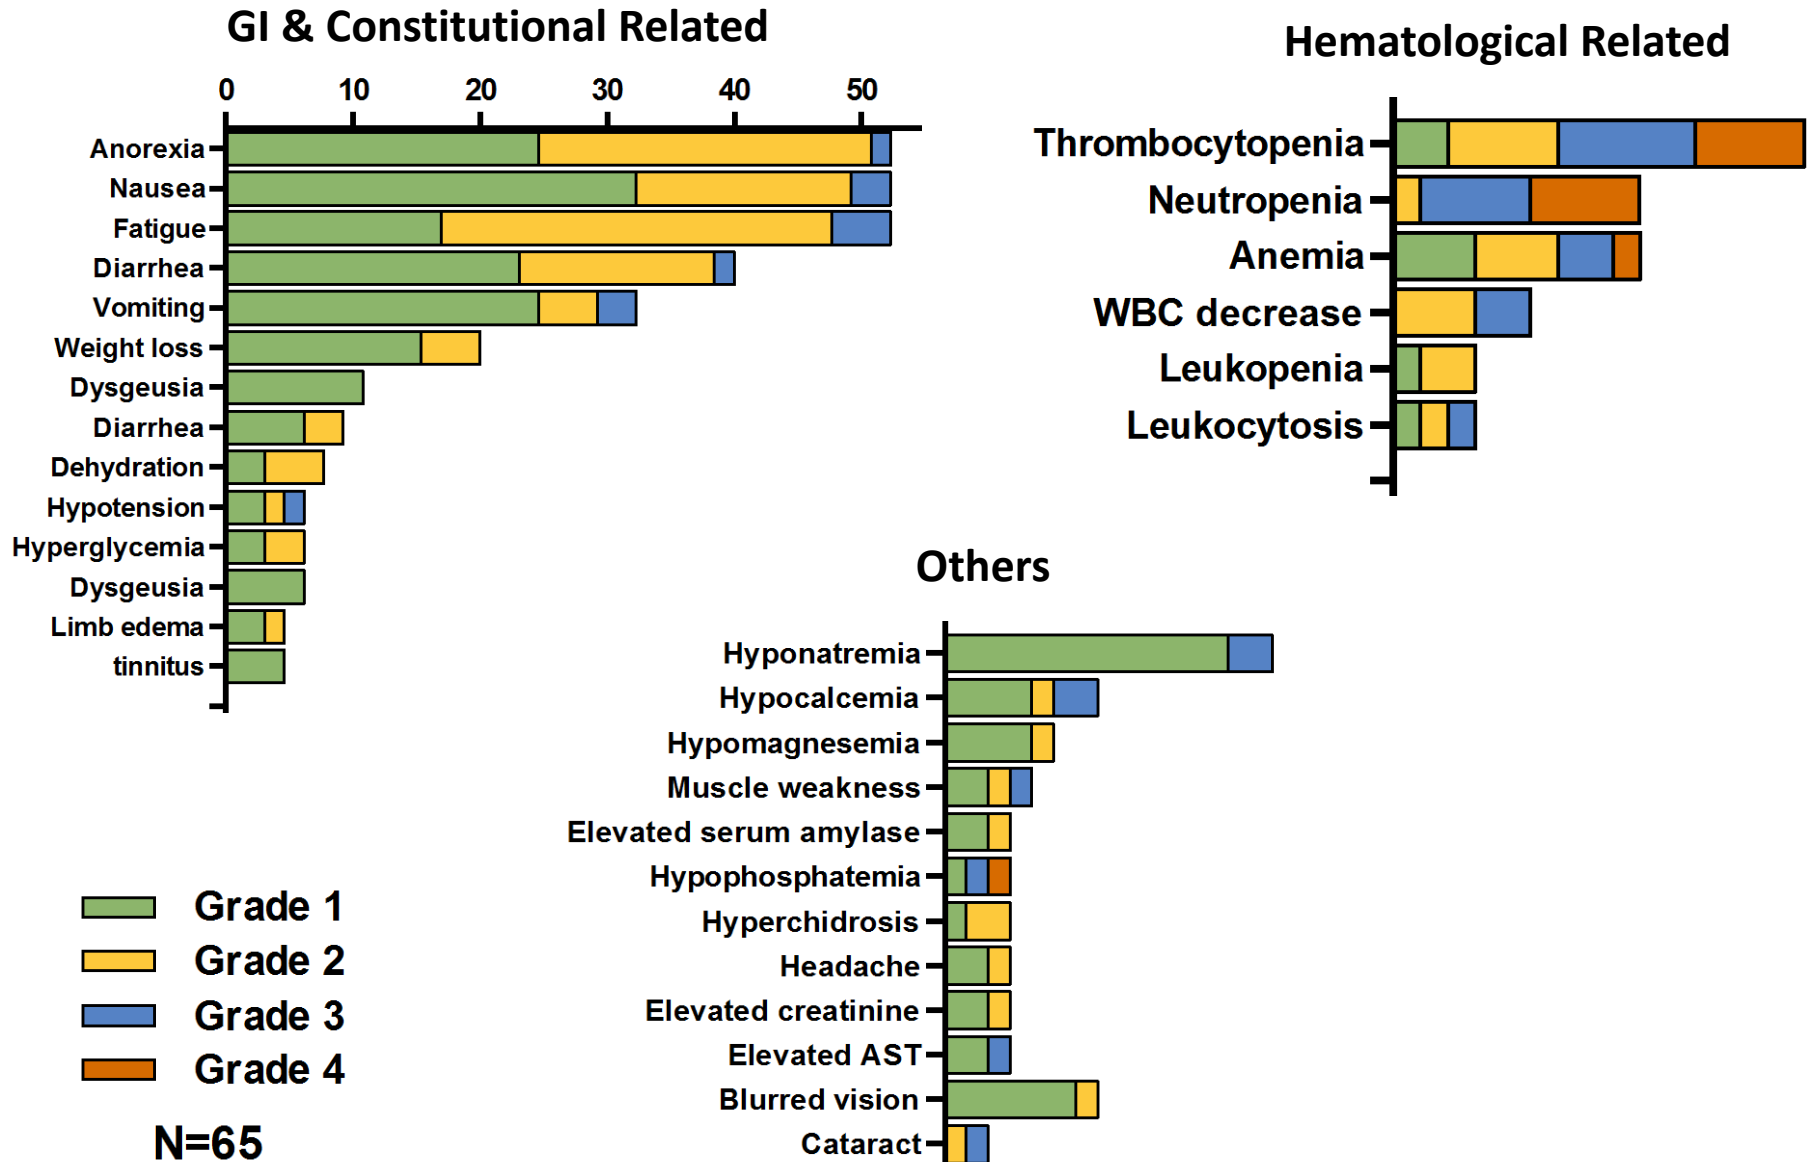 GI & Constitutional Related
0 10 20 30 40 50
Anorexia
Nausea
Fatigue
Diarrhea
Vomiting
Weight loss
Dysgeusia
Diarrhea
Dehydration
Hypotension
Hyperglycemia
Dysgeusia
Limb edema
tinnitus
Hematological Related
Thrombocytopenia
Neutropenia
Anemia
WBC decrease
Leukopenia
Leukocytosis
Others
Hyponatremia
Hypocalcemia
Hypomagnesemia
Muscle weakness
Elevated serum amylase
Hypophosphatemia
Hyperchidrosis
Headache
Elevated creatinine
Elevated AST
Blurred vision
Cataract
Grade 1
Grade 2
Grade 3
Grade 4
N=65